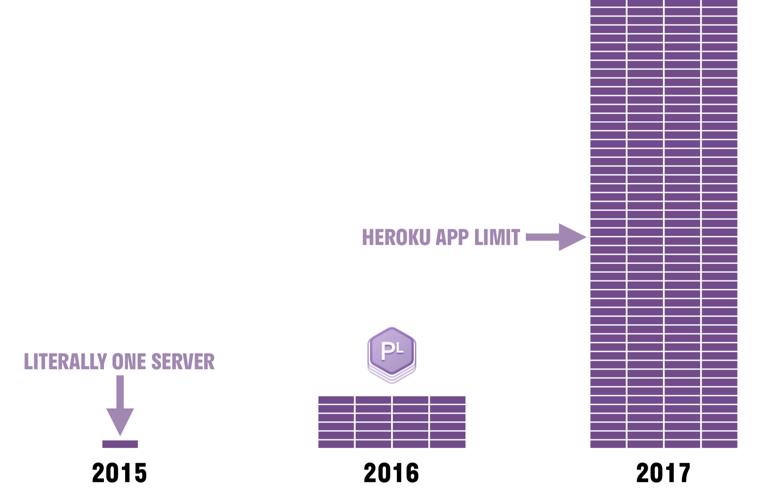 HEROKU APP LIMIT
PL
LITERALLY ONE SERVER
2015
2016
2017